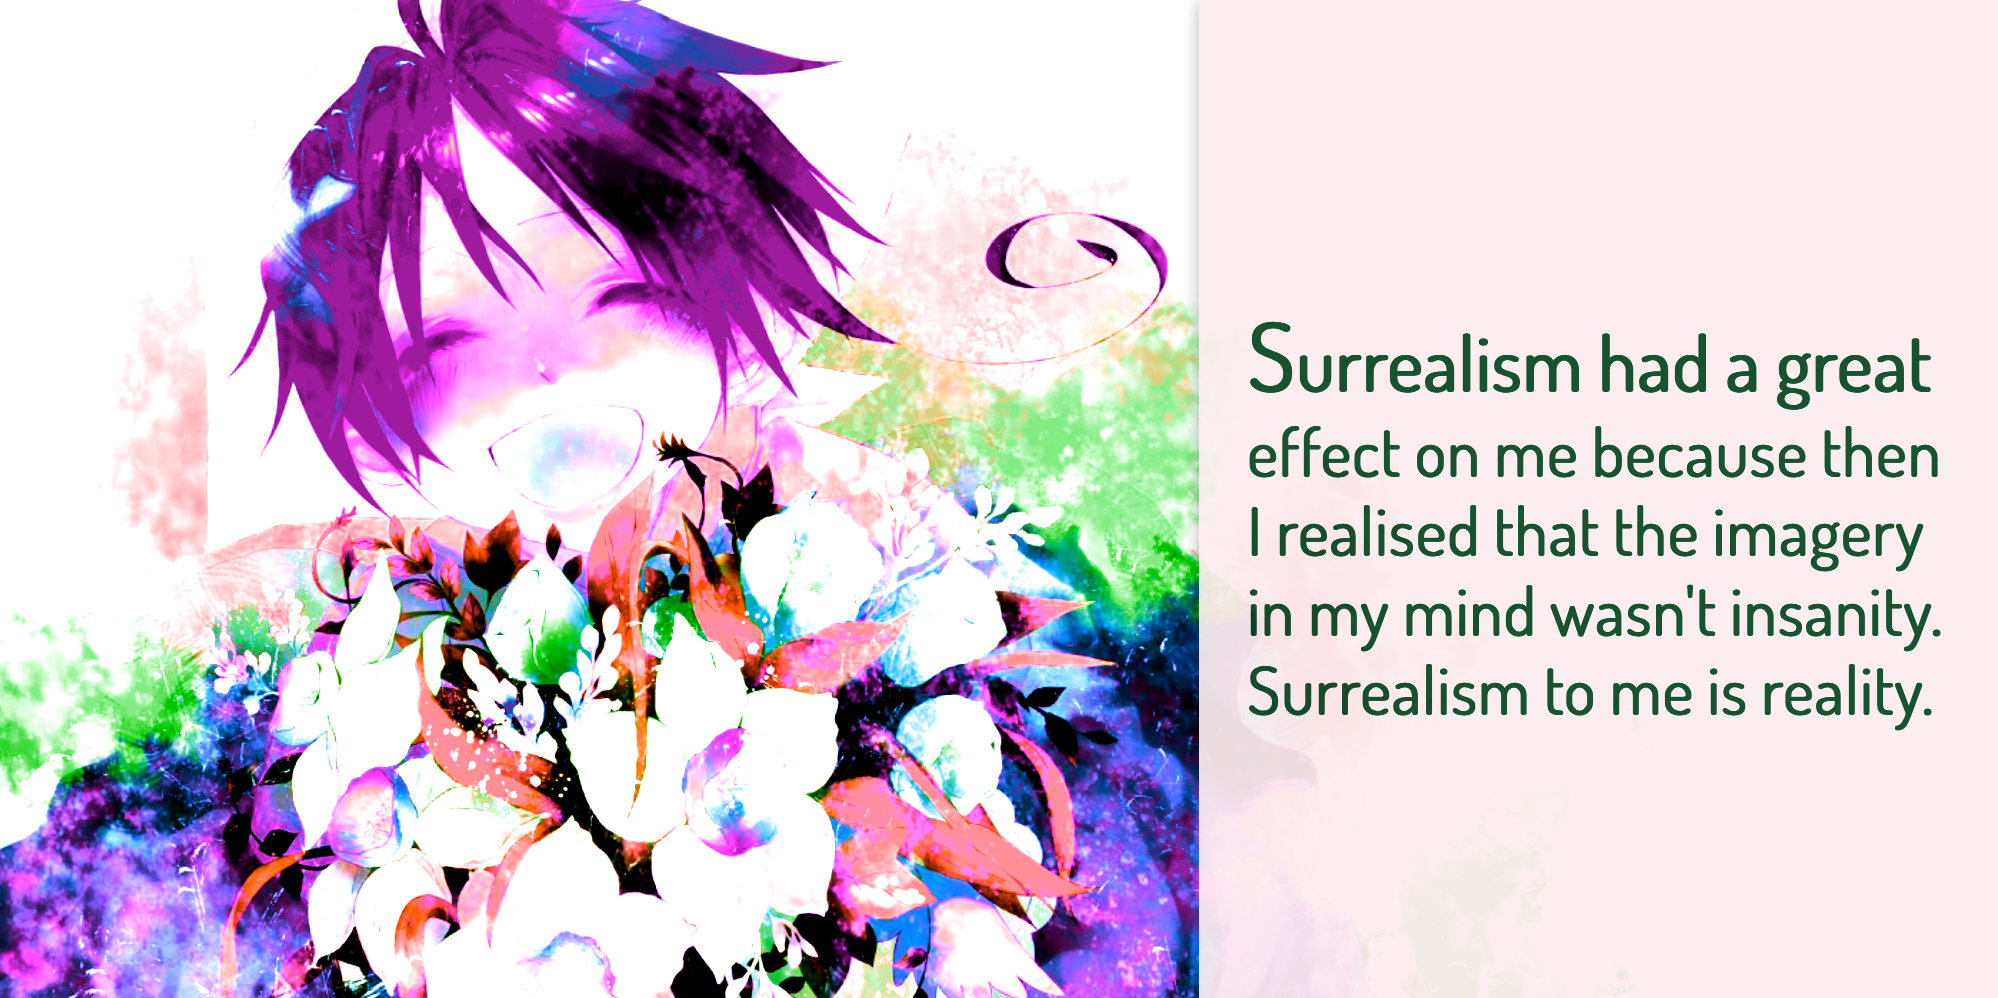 Surrealism had a great
effect on me because then
I realised that the imagery
in my mind wasn't insanity.
Surrealism to me is reality.